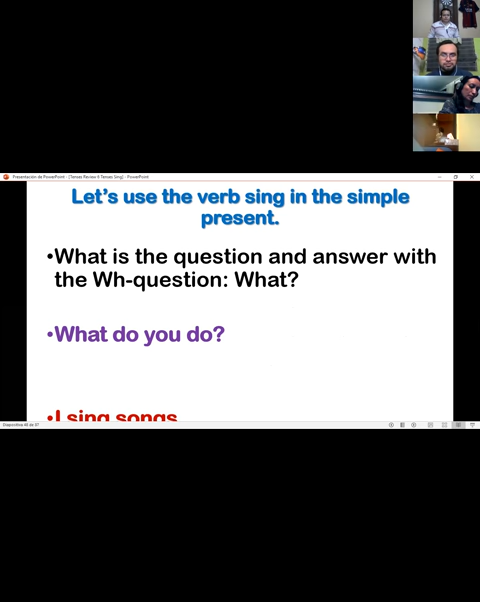 Presentación de PowerPoint - [Tenses Review 6 Tenses Sing] - PowerPoint
Let's use the verb sing in the simple
present.
•What is the question and answer with
the Wh-question: What?
•What do you do?
•I sing songs